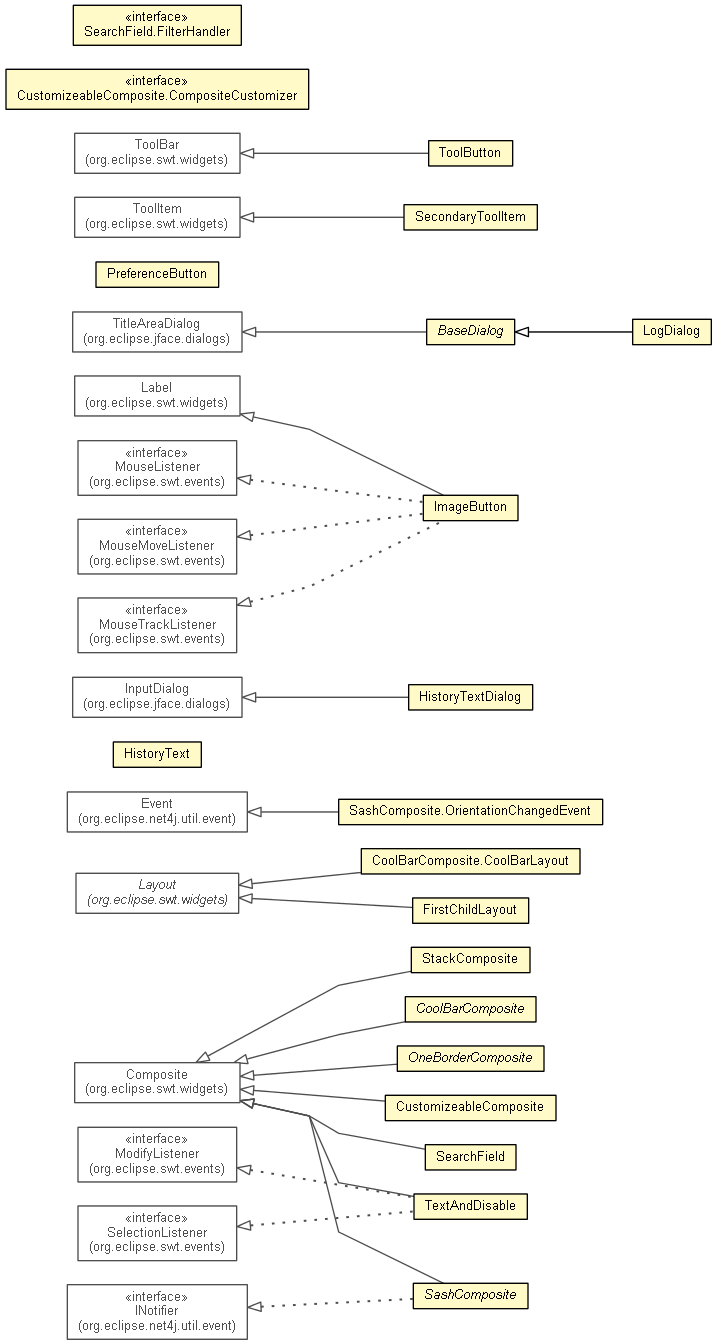 «interface»
SearchField.FilterHandler
«interface»
CustomizeableComposite.CompositeCustomizer
ToolBar
(org.eclipse.swt.widgets)
ToolButton
ToolItem
(org.eclipse.swt.widgets)
SecondaryToolItem
PreferenceButton
TitleAreaDialog
(org.eclipse.jface.dialogs)
BaseDialog
LogDialog
Label
(org.eclipse.swt.widgets)
«interface»
MouseListener
(org.eclipse.swt.events)
ImageButton
«interface»
MouseMoveListener
(org.eclipse.swt.events)
«interface»
MouseTrackListener
(org.eclipse.swt.events)
InputDialog
(org.eclipse.jface.dialogs)
HistoryTextDialog
HistoryText
Event
(org.eclipse.net4j.util.event)
SashComposite.OrientationChangedEvent
CoolBarComposite.CoolBarLayout
Layout
(org.eclipse.swt.widgets)
FirstChildLayout
StackComposite
CoolBarComposite
OneBorderComposite
Composite
(org.eclipse.swt.widgets)
CustomizeableComposite
«interface»
ModifyListener
(org.eclipse.swt.events)
SearchField
TextAndDisable
«interface»
SelectionListener
(org.eclipse.swt.events)
SashComposite
«interface»
INotifier
(org.eclipse.net4j.util.event)